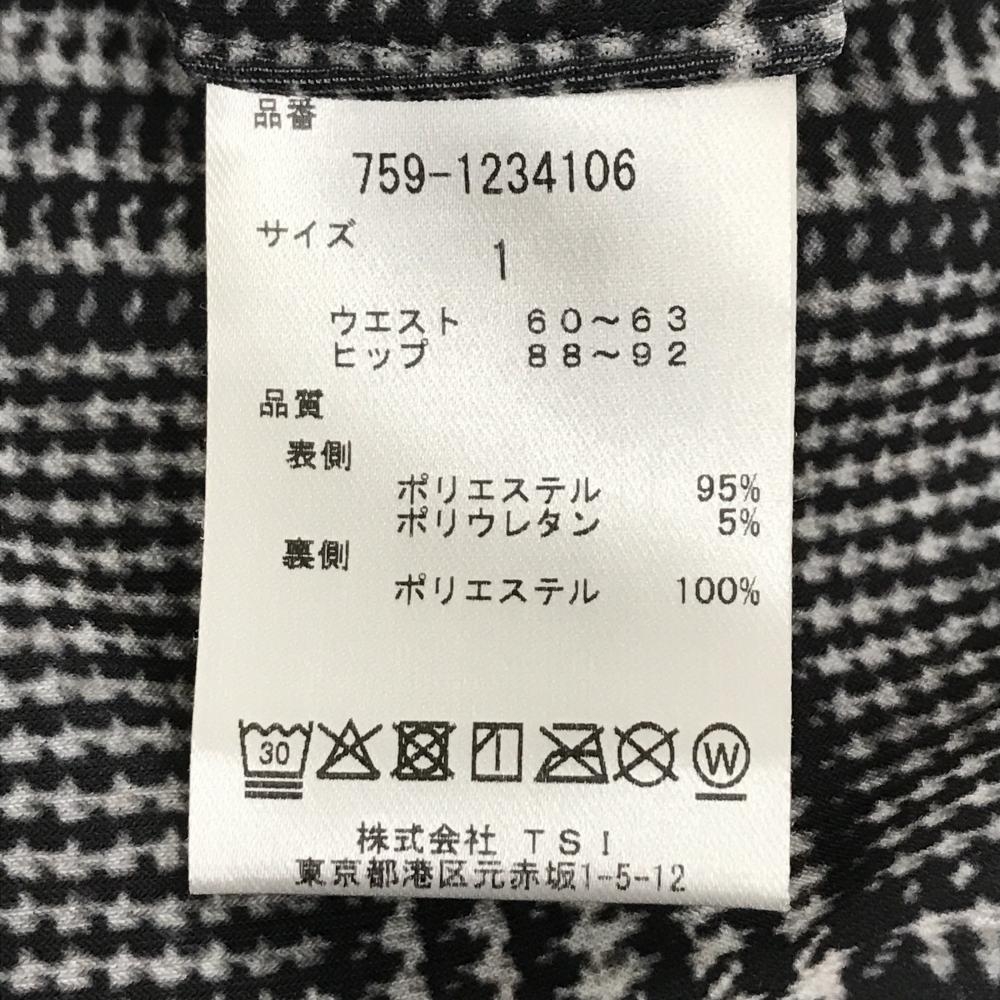 品番
759-1234106
サイズ
1
ウエスト 60~63
ヒップ 88~92
品質
表側
ポリエステル 95%
ポリウレタン 5%
裏側
ポリエステル 100%
30 W
株式会社 TSI
東京都港区元赤坂1-5-12